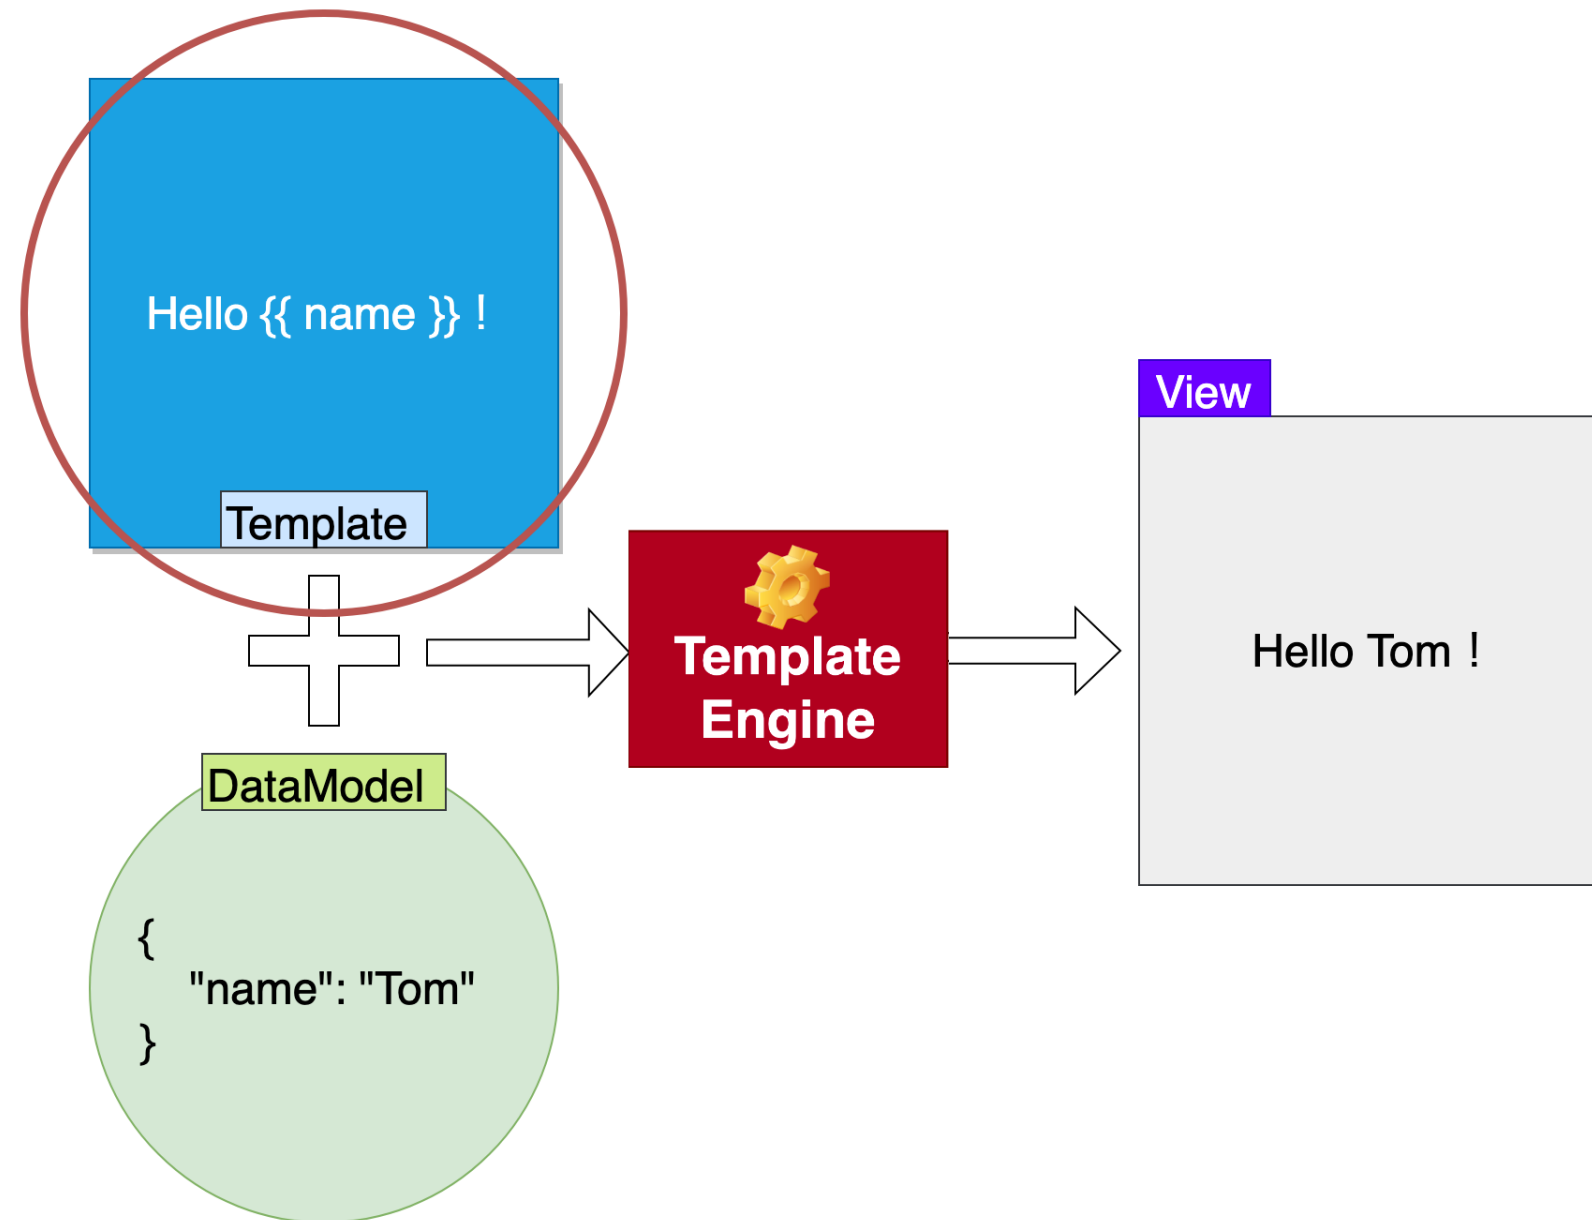 Hello {{ name }} !
Template
DataModel
{
"name": "Tom"
}
Template
Engine
View
Hello Tom !